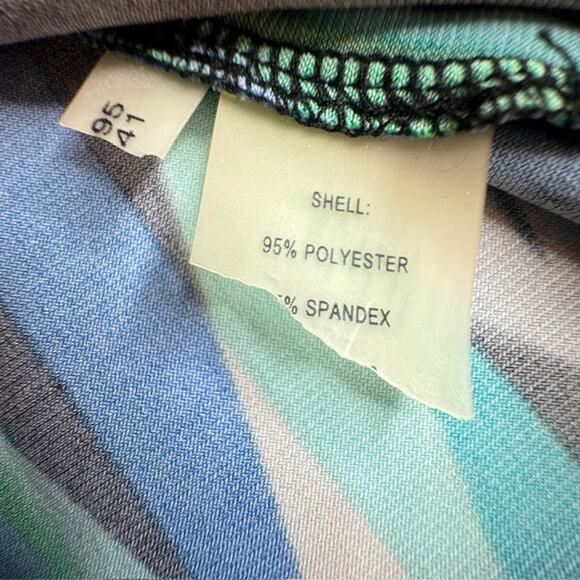 95
41
SHELL:
95% POLYESTER
% SPANDEX